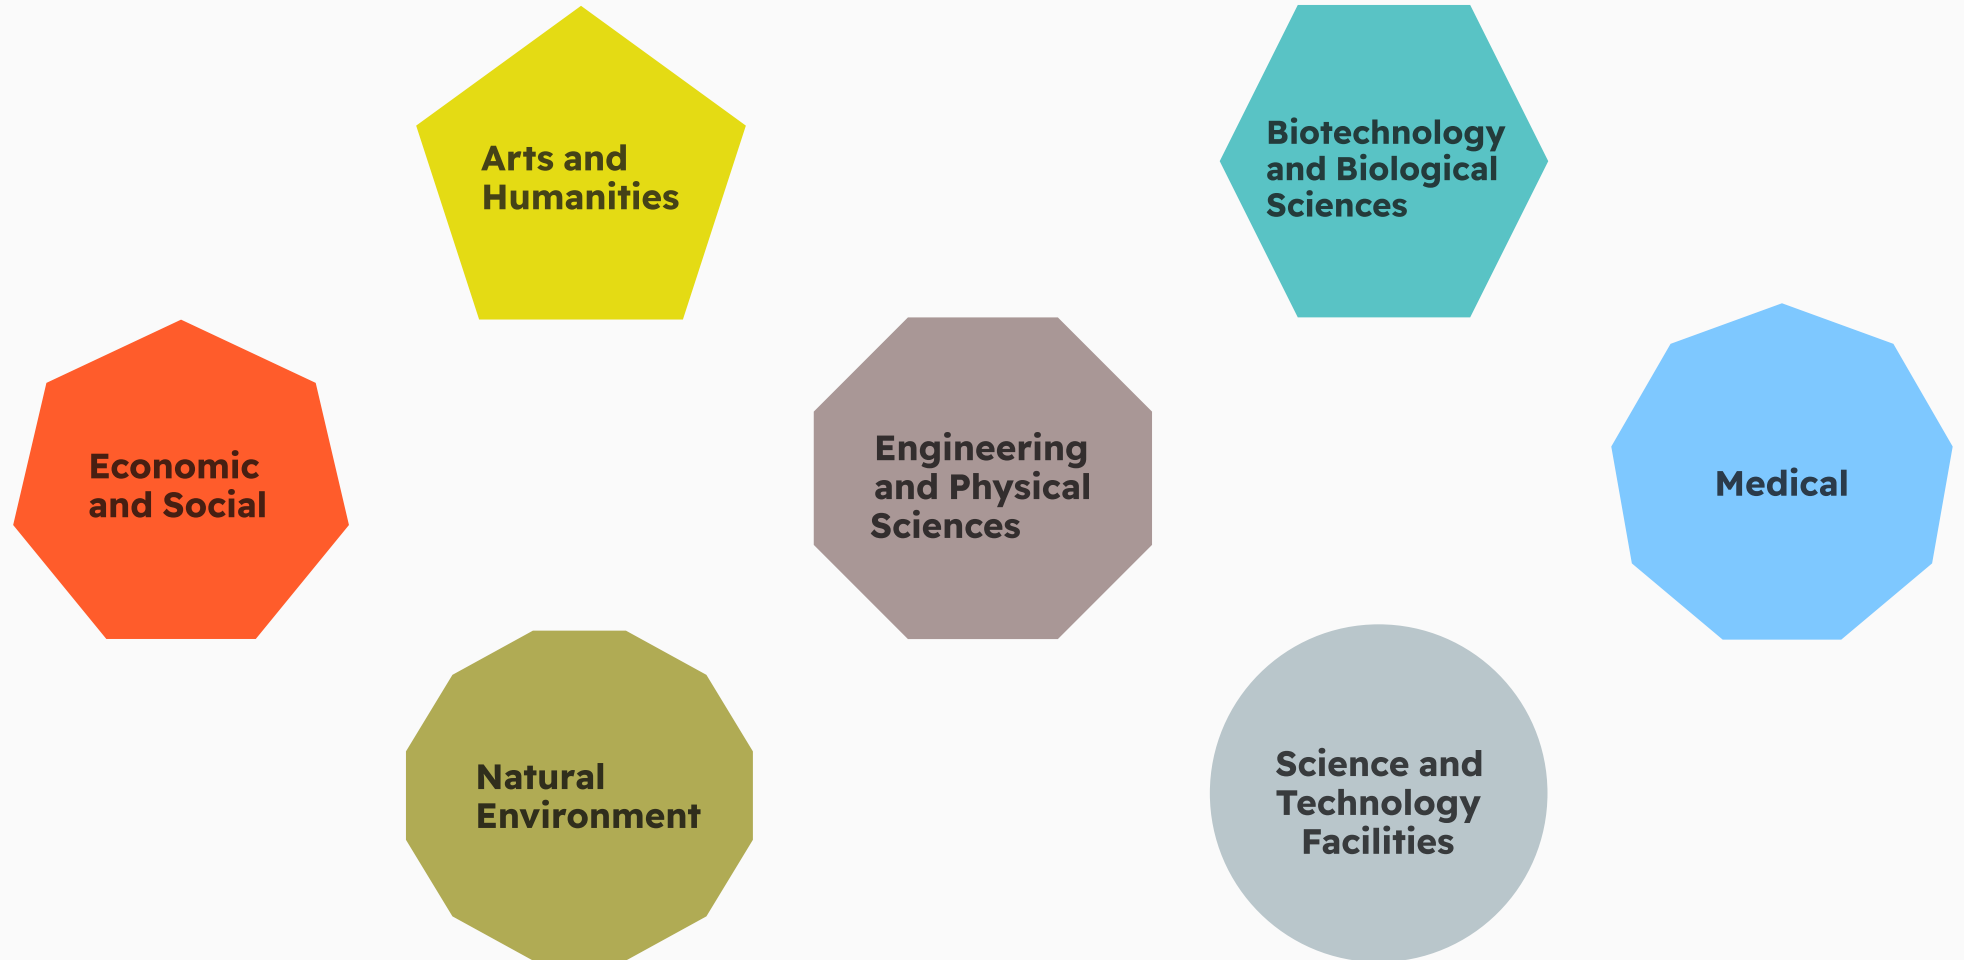 Arts and
Humanities
Biotechnology
and Biological
Sciences
Economic
and Social
Engineering
and Physical
Sciences
Medical
Natural
Environment
Science and
Technology
Facilities